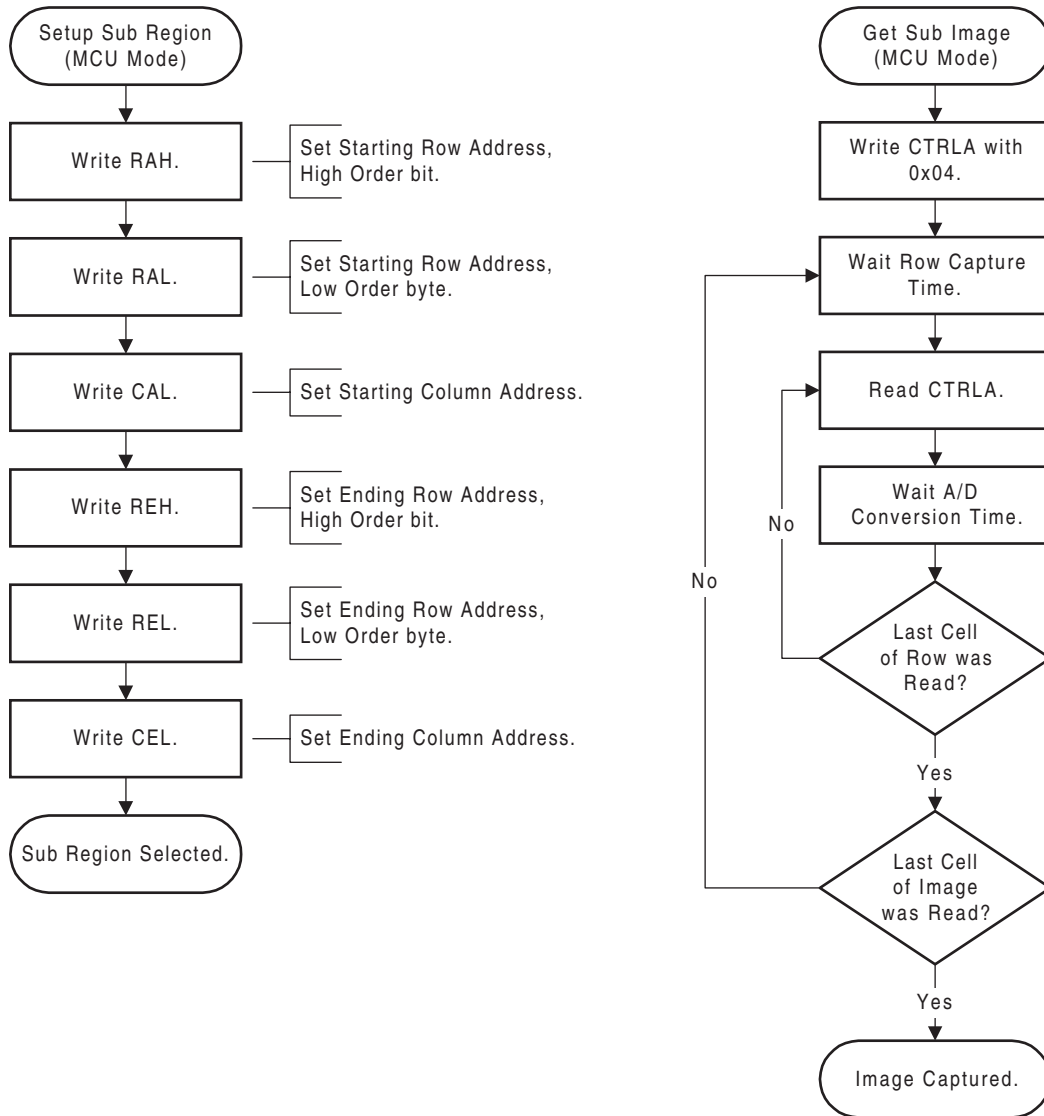 Setup Sub Region
(MCU Mode)
Write RAH.
Set Starting Row Address,
High Order bit.
Write RAL.
Set Starting Row Address,
Low Order byte.
Write CAL.
Set Starting Column Address.
Write REH.
Set Ending Row Address,
High Order bit.
Write REL.
Set Ending Row Address,
Low Order byte.
Write CEL.
Set Ending Column Address.
Sub Region Selected.
Get Sub Image
(MCU Mode)
Write CTRLA with
0x04.
Wait Row Capture
Time.
Read CTRLA.
Wait A/D
Conversion Time.
No
No
Last Cell
of Row was
Read?
Yes
Last Cell
of Image
was Read?
Yes
Image Captured.